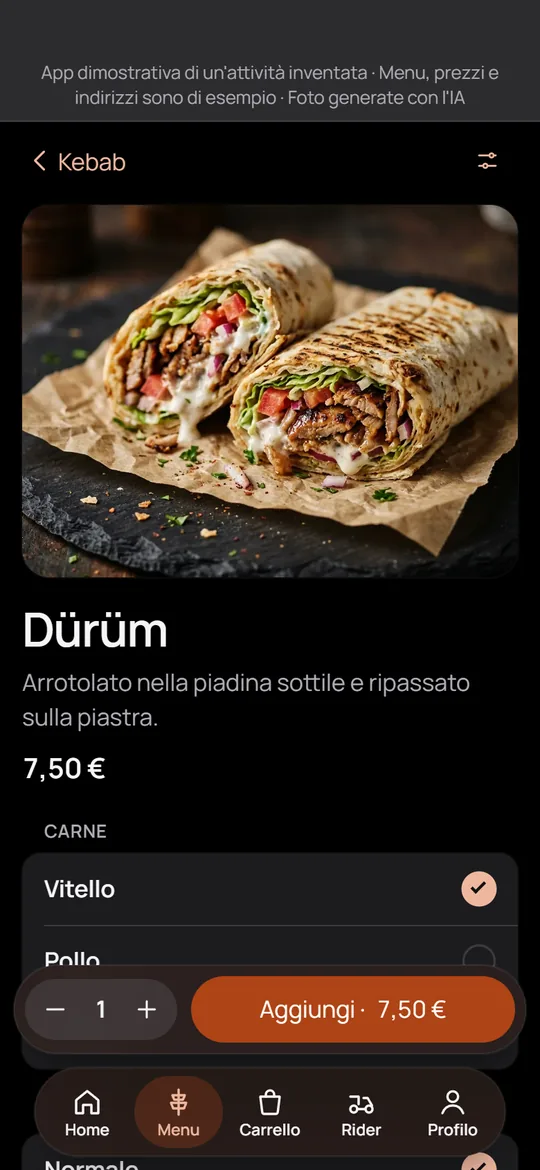 App dimostrativa di un'attività inventata · Menu, prezzi e
indirizzi sono di esempio · Foto generate con l'IA
Kebab
Dürüm
Arrotolato nella piadina sottile e ripassato
sulla piastra.
7,50 €
CARNE
Vitello
Pollo
1
Aggiungi · 7,50 €
Home
Menu
Carrello
Rider
Profilo
Normale